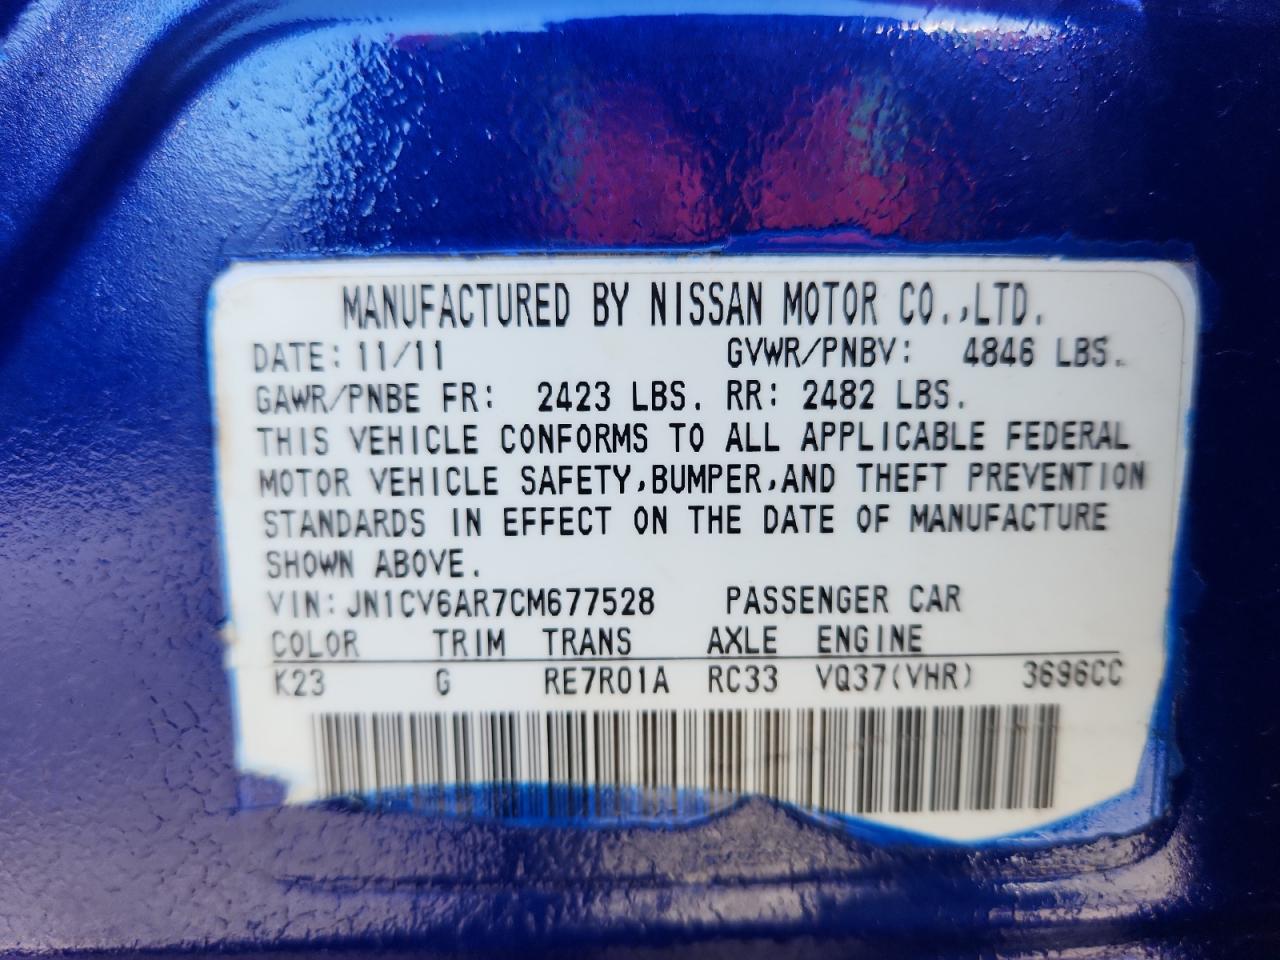 MANUFACTURED BY NISSAN MOTOR CO.,LTD.
DATE: 11/11 GVWR/PNBV: 4846 LBS.
GAWR/PNBE FR: 2423 LBS. RR: 2482 LBS.
THIS VEHICLE CONFORMS TO ALL APPLICABLE FEDERAL
MOTOR VEHICLE SAFETY,BUMPER,AND THEFT PREVENTION
STANDARDS IN EFFECT ON THE DATE OF MANUFACTURE
SHOWN ABOVE.
VIN: JN1CV6AR7CM677528 PASSENGER CAR
COLOR TRIM TRANS AXLE ENGINE
K23 G RE7R01A RC33 VQ37(VHR) 3696CC